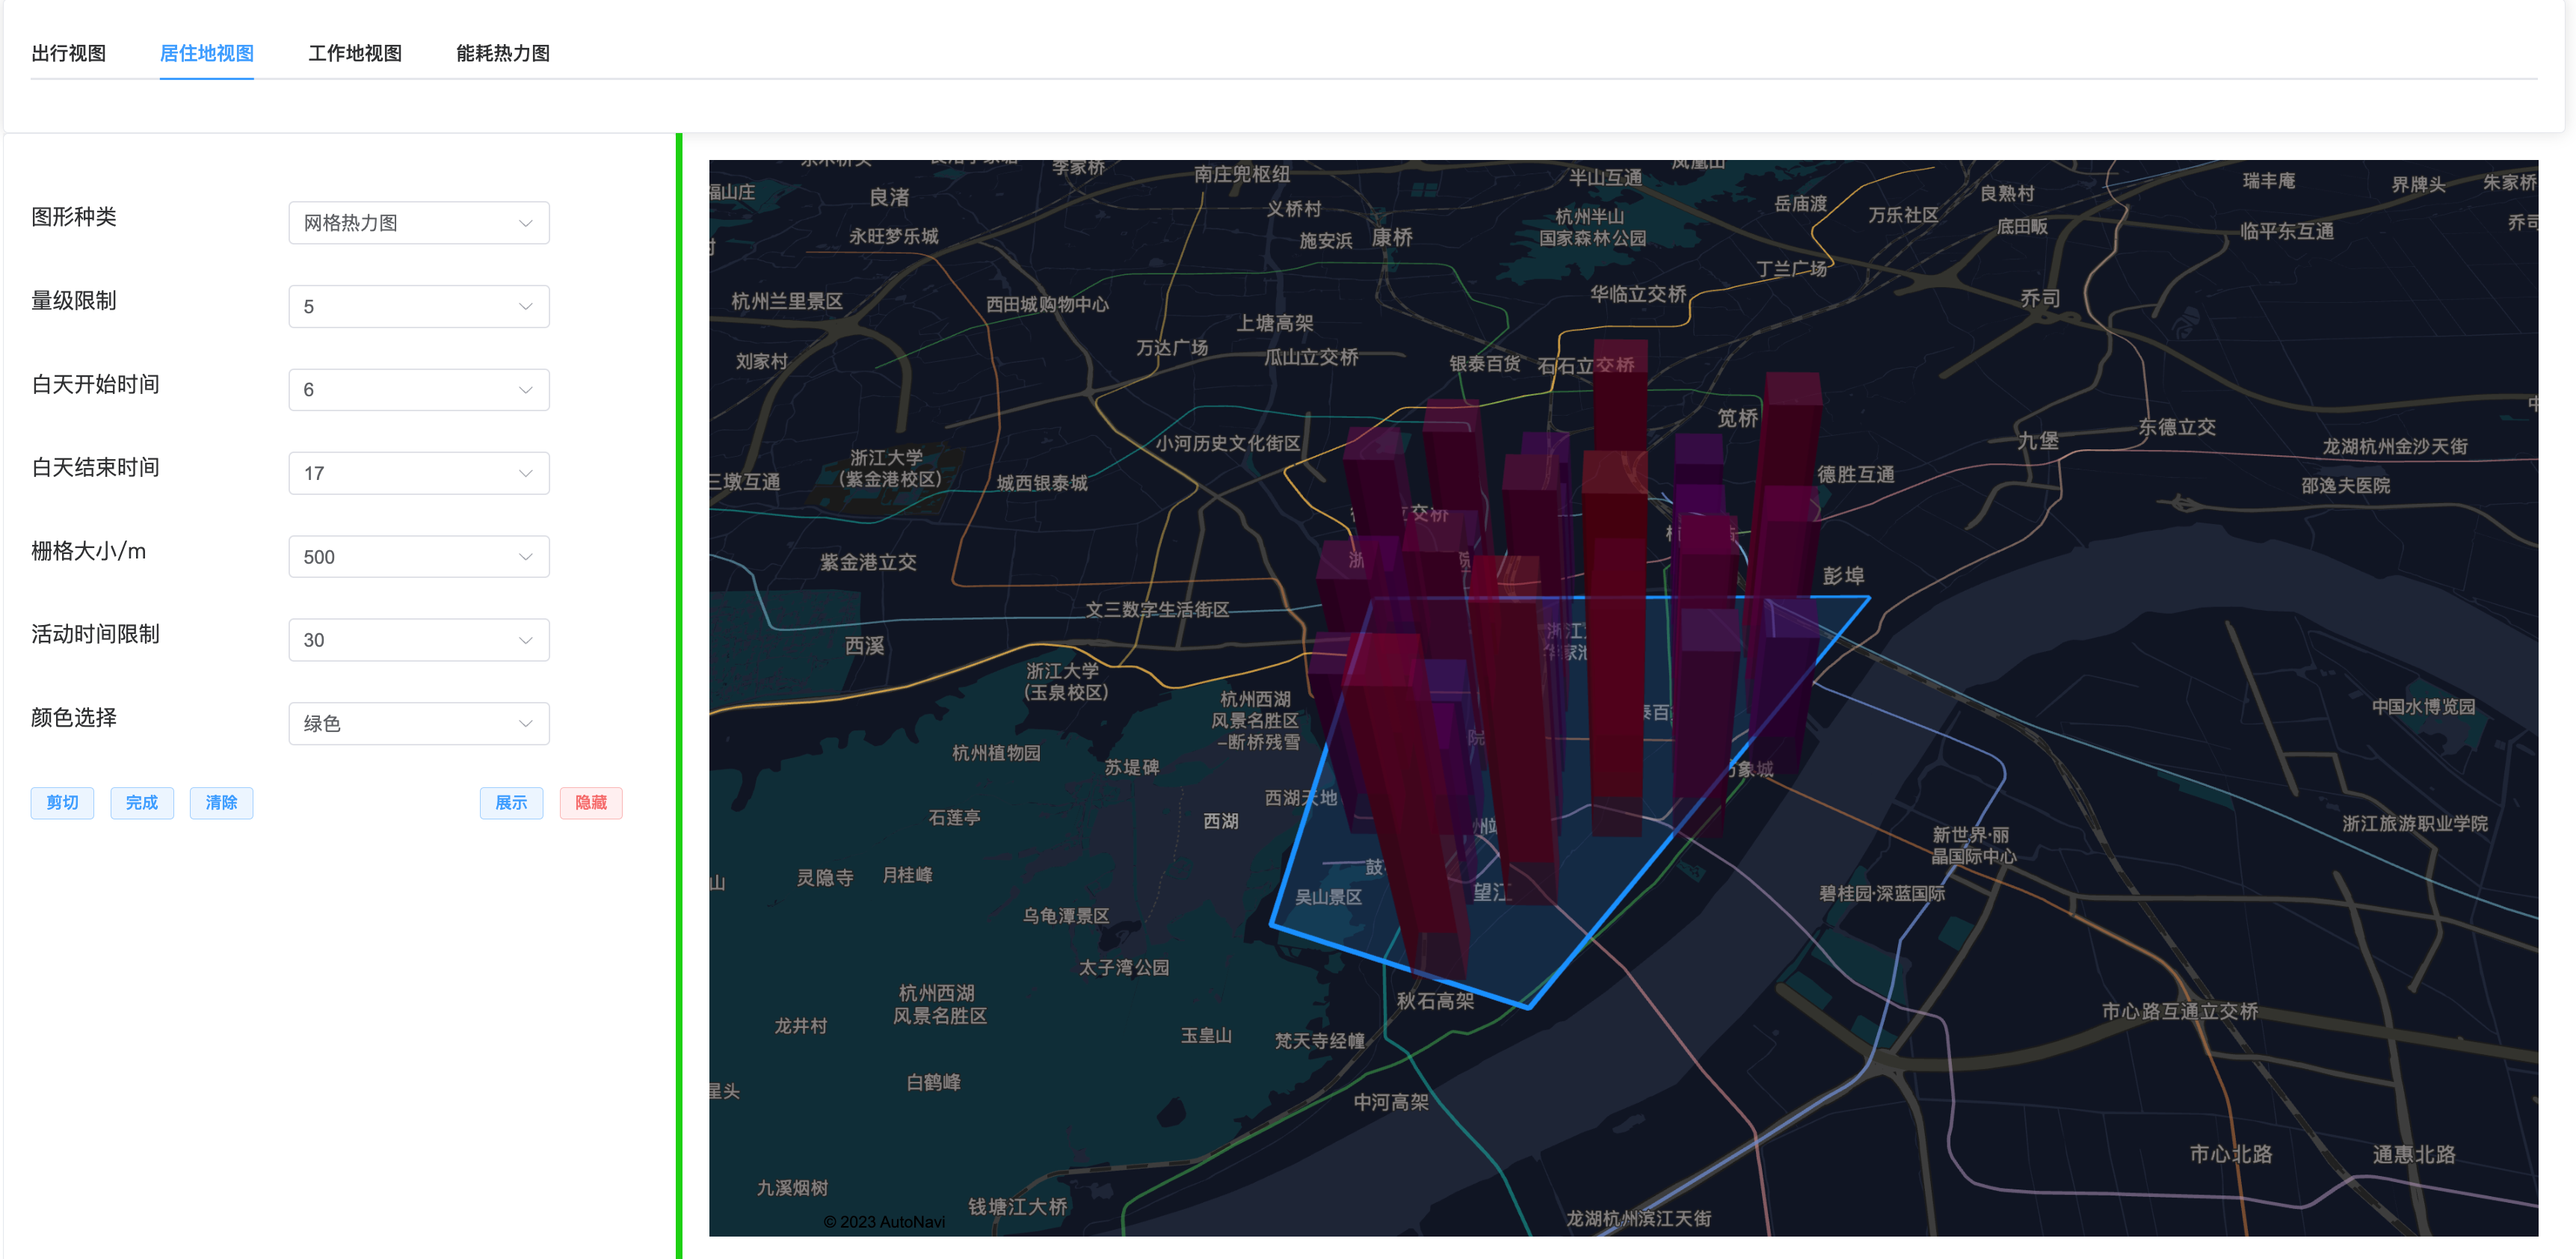 出行视图
居住地视图
工作地视图
能耗热力图
图形种类
网格热力图
量级限制
5
白天开始时间
6
白天结束时间
17
栅格大小/m
500
活动时间限制
30
颜色选择
绿色
剪切
完成
清除
展示
隐藏
李家桥
南庄兜枢纽
半山互通
凤凰山
瑞丰庵
界牌头
朱家桥
福山庄
良渚
义桥村
杭州半山
国家森林公园
岳庙渡
良熟村
万乐社区
底田畈
临平东互通
乔司
永旺梦乐城
施安浜
康桥
丁兰广场
杭州兰里景区
西田城购物中心
华临立交桥
乔司
上塘高架
刘家村
万达广场
瓜山立交桥
银泰百货
石石立交桥
笕桥
小河历史文化街区
九堡
东德立交
龙湖杭州金沙天街
浙江大学
(紫金港校区)
三墩互通
城西银泰城
德胜互通
邵逸夫医院
立交桥
紫金港立交
彭埠
文三数字生活街区
西溪
浙江大学
(玉泉校区)
杭州西湖
风景名胜区
-断桥残雪
中国水博览园
杭州植物园
苏堤碑
西湖天地
石莲亭
西湖
新世界·丽
晶国际中心
浙江旅游职业学院
山
灵隐寺
月桂峰
吴山景区
望江
碧桂园·深蓝国际
乌龟潭景区
太子湾公园
杭州西湖
风景名胜区
秋石高架
龙井村
玉皇山
梵天寺经幢
市心路互通立交桥
白鹤峰
星头
中河高架
市心北路
通惠北路
九溪烟树
钱塘江大桥
© 2023 AutoNavi
龙湖杭州滨江天街